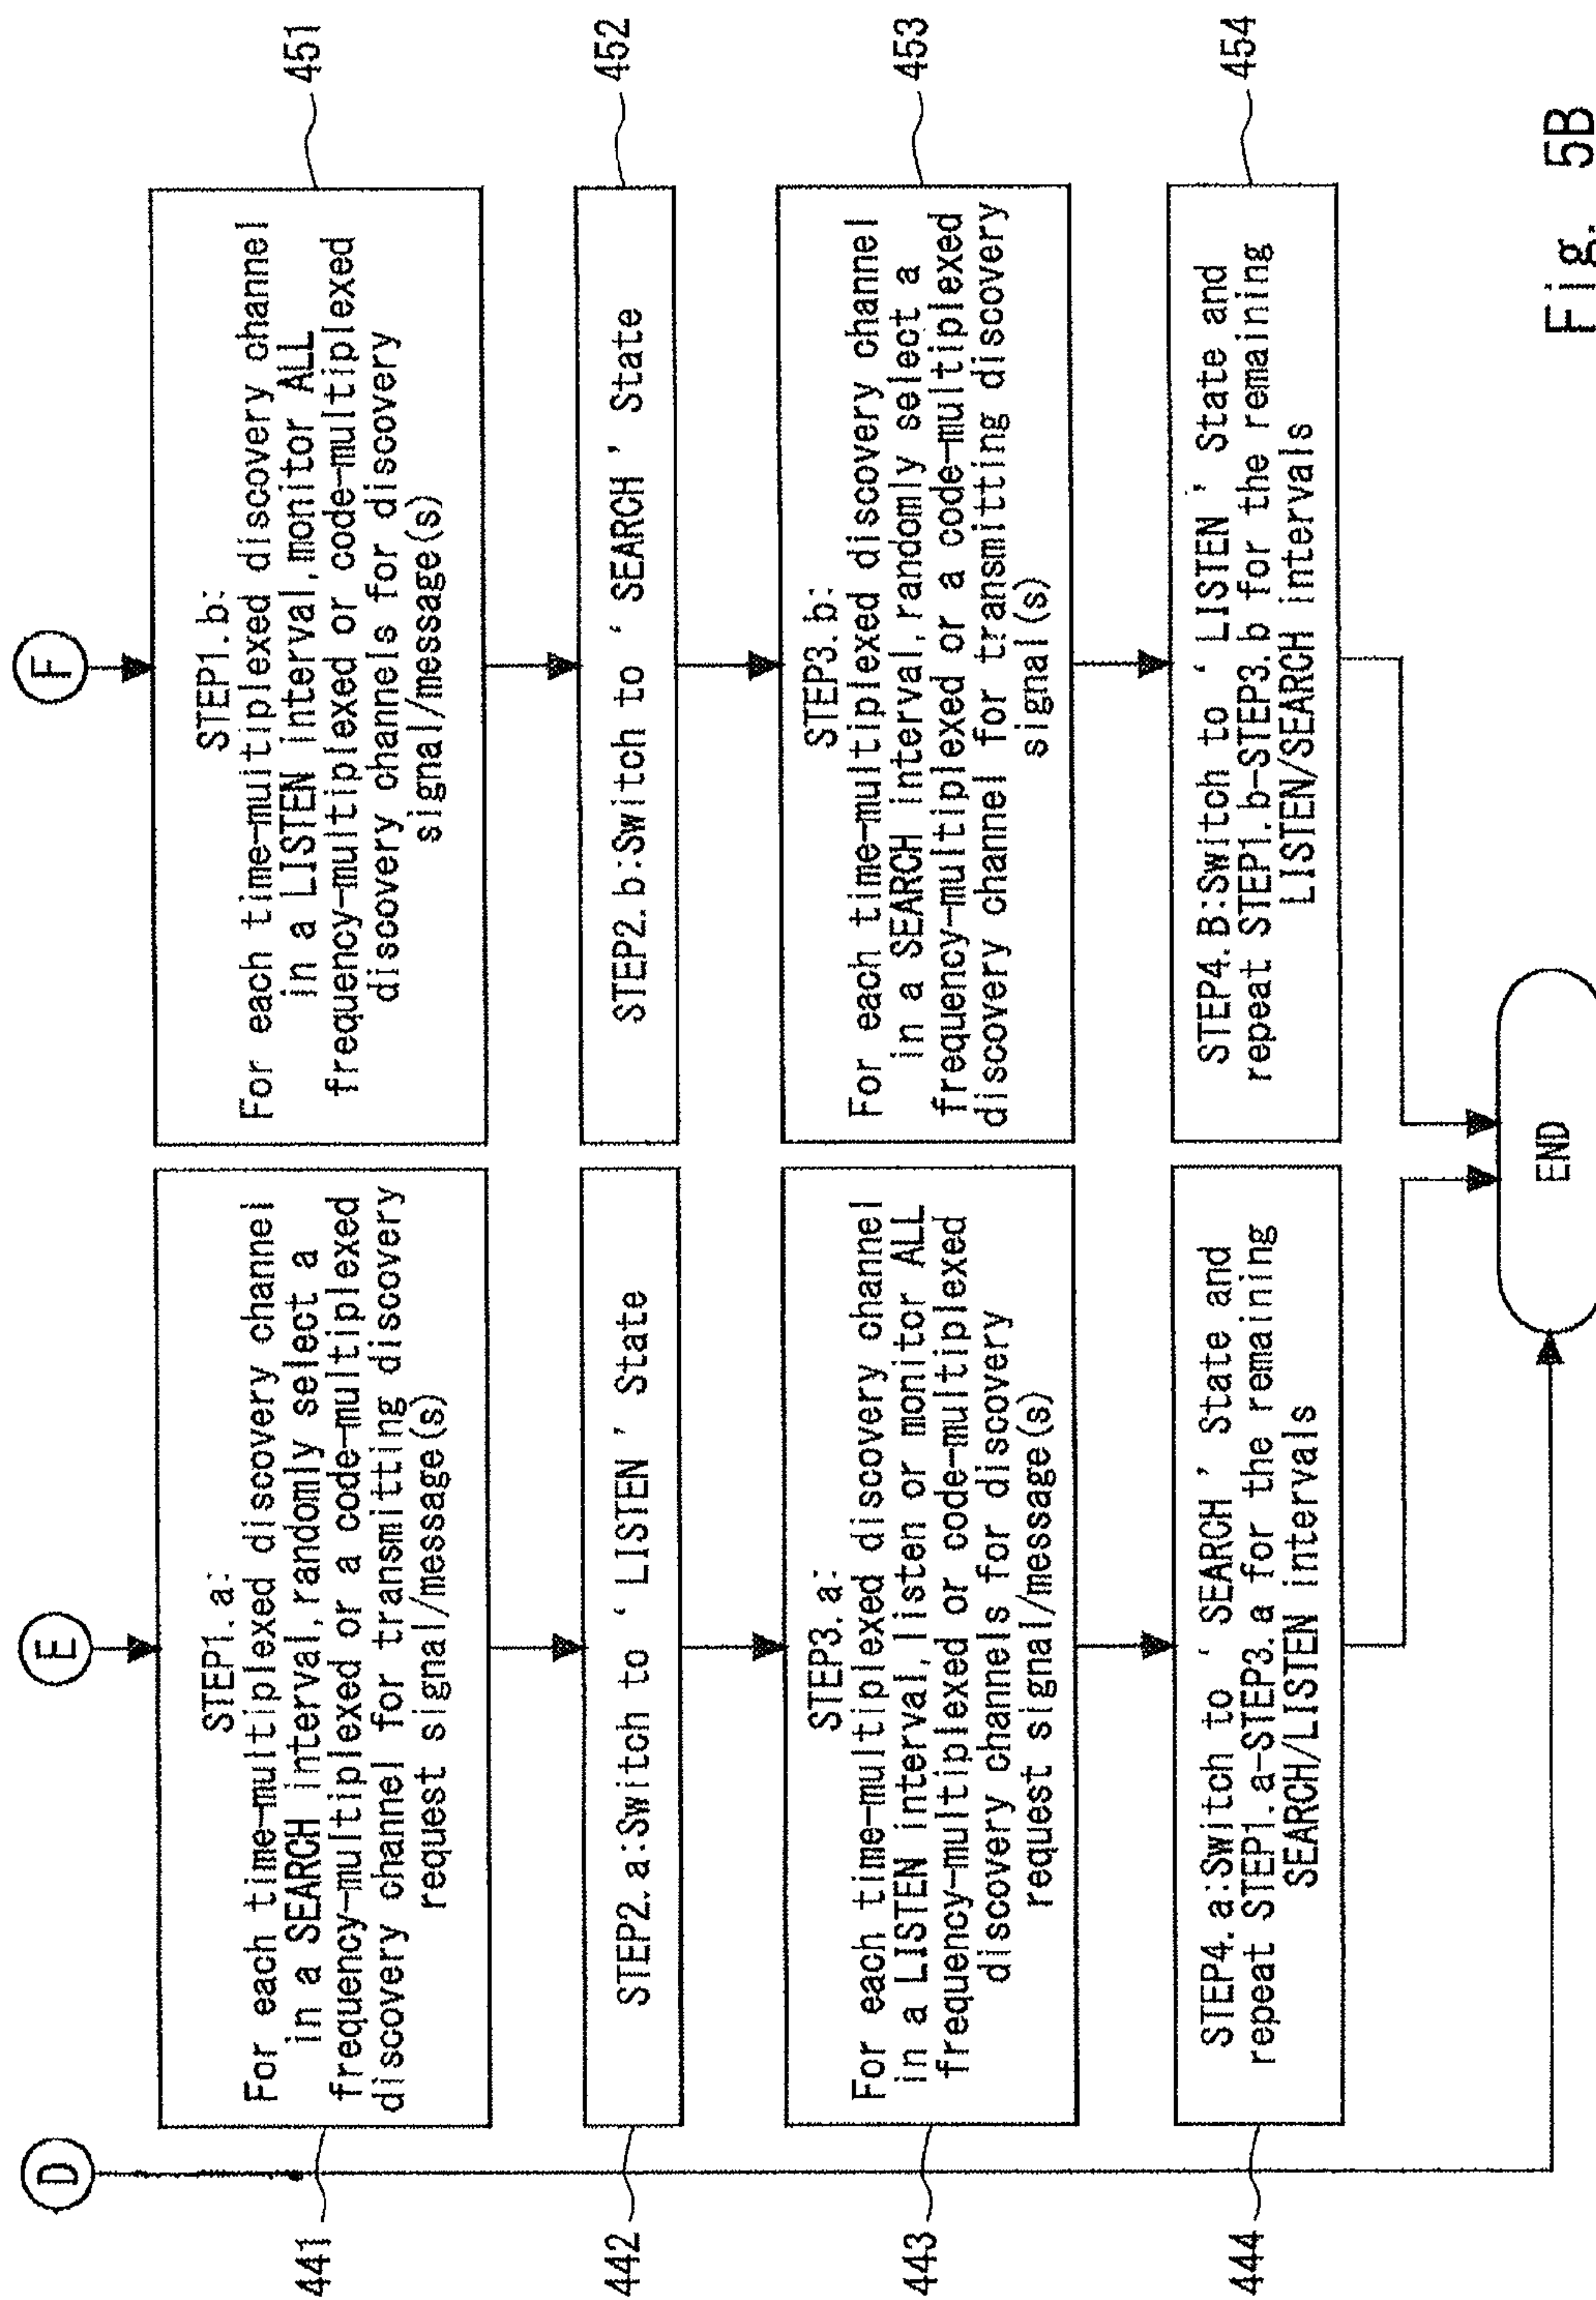 D
E
F
441
STEP1.a:
For each time-multiplexed discovery channel
in a SEARCH interval,randomly select a
frequency-multiplexed or a code-multiplexed
discovery channel for transmitting discovery
request signal/message(s)
STEP1.b:
For each time-multiplexed discovery channel
in a LISTEN interval,monitor ALL
frequency-multiplexed or code-multiplexed
discovery channels for discovery
signal/message(s)
451
442
STEP2.a:Switch to ‘ LISTEN ’ State
STEP2.b:Switch to ‘ SEARCH ’ State
452
443
STEP3.a:
For each time-multiplexed discovery channel
in a LISTEN interval,listen or monitor ALL
frequency-multiplexed or code-multiplexed
discovery channels for discovery
request signal/message(s)
STEP3.b:
For each time-multiplexed discovery channel
in a SEARCH interval,randomly select a
frequency-multiplexed or a code-multiplexed
discovery channel for transmitting discovery
signal(s)
453
444
STEP4.a:Switch to ‘ SEARCH ’ State and
repeat STEP1.a-STEP3.a for the remaining
SEARCH/LISTEN intervals
STEP4.B:Switch to ‘ LISTEN ’ State and
repeat STEP1.b-STEP3.b for the remaining
LISTEN/SEARCH intervals
454
END
Fig. 5B